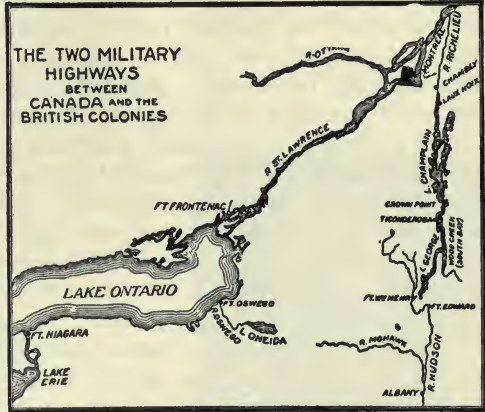 THE TWO MILITARY
HIGHWAYS
BETWEEN
CANADA AND THE
BRITISH COLONIES
R. OTTAWA
MONTREAL
R. RICHELIEU
CHAMBLY
I.AUX NOIX
R. ST. LAWRENCE
L. CHAMPLAIN
FT. FRONTENAC
CROWN POINT
TICONDEROGA
L. GEORGE
WOOD CREEK
(SOUTH BAY)
LAKE ONTARIO
FT. OSWEGO
R. OSWEGO
L. ONEIDA
FT. WM HENRY
FT. EDWARD
FT. NIAGARA
LAKE
ERIE
R. MOHAWK
R. HUDSON
ALBANY